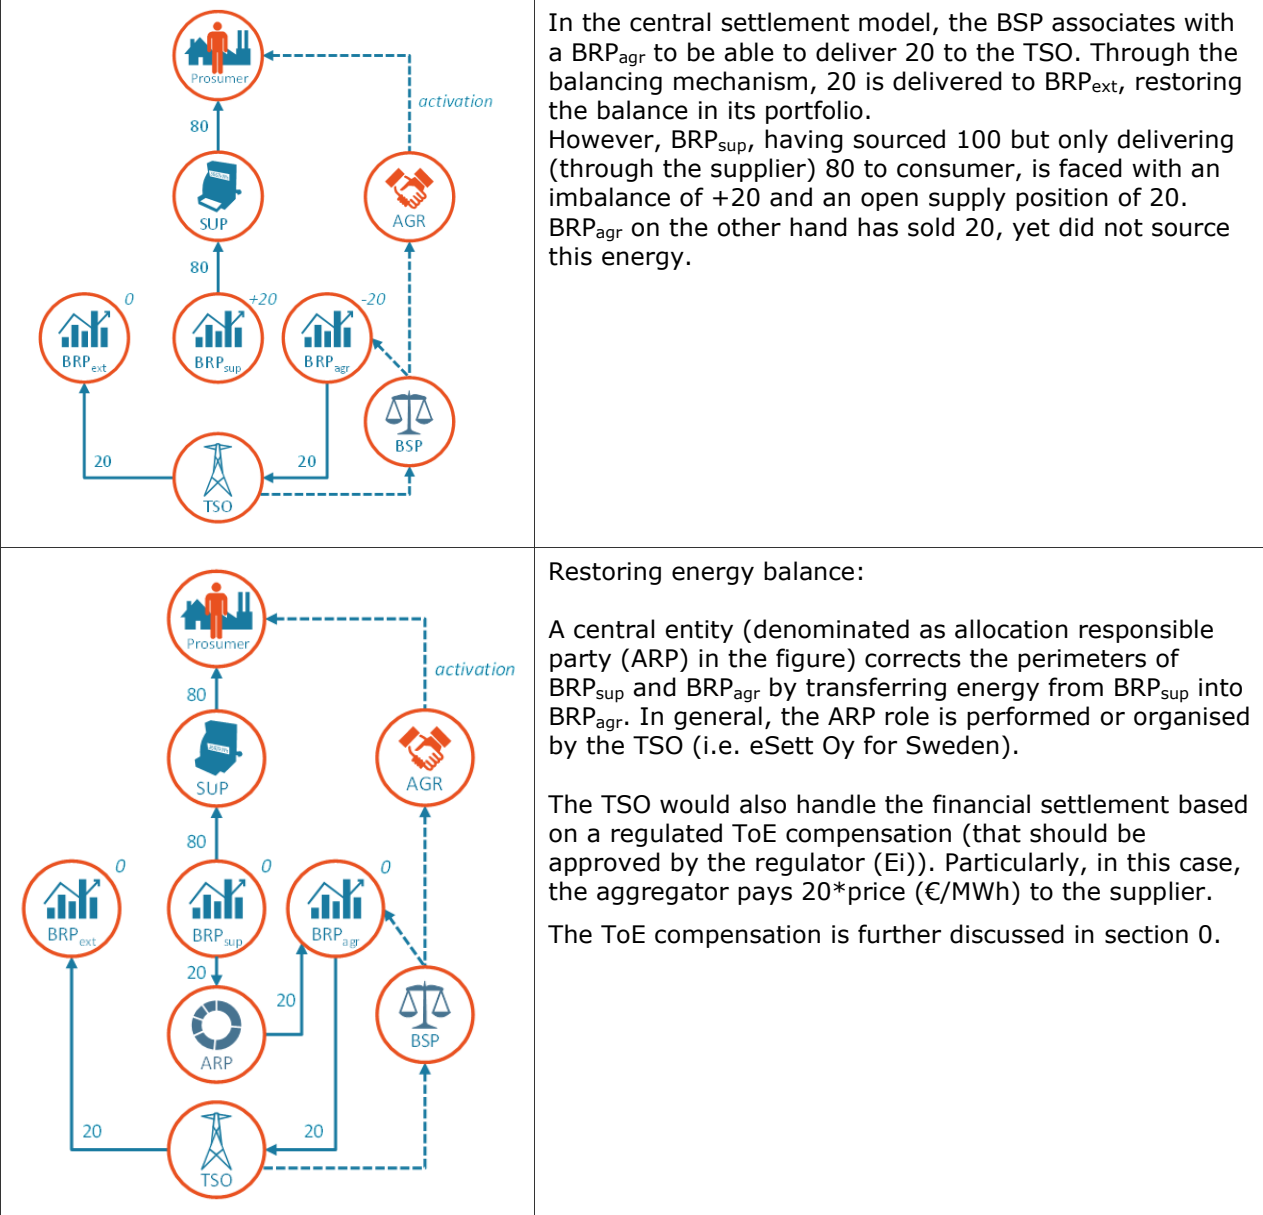 Prosumer
activation
80
SUP
AGR
80
0
+20
-20
BRPext
BRPsup
BRPagr
BSP
20
20
TSO
In the central settlement model, the BSP associates with
a BRPagr to be able to deliver 20 to the TSO. Through the
balancing mechanism, 20 is delivered to BRPext, restoring
the balance in its portfolio.
However, BRPsup, having sourced 100 but only delivering
(through the supplier) 80 to consumer, is faced with an
imbalance of +20 and an open supply position of 20.
BRPagr on the other hand has sold 20, yet did not source
this energy.
Prosumer
activation
80
SUP
AGR
80
0
0
0
BRPext
BRPsup
BRPagr
20
20
ARP
BSP
20
20
TSO
Restoring energy balance:
A central entity (denominated as allocation responsible
party (ARP) in the figure) corrects the perimeters of
BRPsup and BRPagr by transferring energy from BRPsup into
BRPagr. In general, the ARP role is performed or organised
by the TSO (i.e. eSett Oy for Sweden).
The TSO would also handle the financial settlement based
on a regulated ToE compensation (that should be
approved by the regulator (Ei)). Particularly, in this case,
the aggregator pays 20*price (€/MWh) to the supplier.
The ToE compensation is further discussed in section 0.